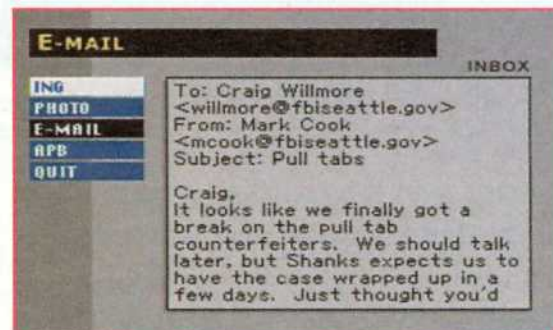 E-MAIL
INBOX
ING
PHOTO
E-MAIL
APB
QUIT
To: Craig Willmore
<willmore@fbiseattle.gov>
From: Mark Cook
<mcook@fbiseattle.gov>
Subject: Pull tabs
Craig,
It looks like we finally got a
break on the pull tab
counterfeiters. We should talk
later, but Shanks expects us to
have the case wrapped up in a
few days. Just thought you'd